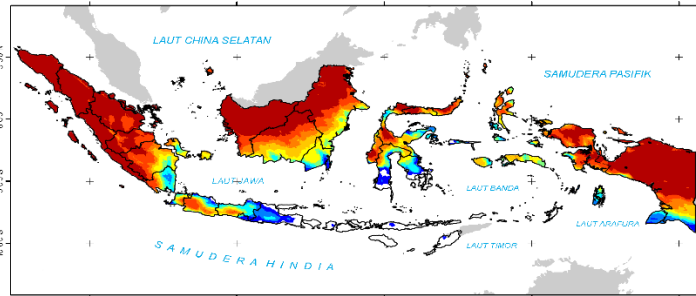 LAUT CHINA SELATAN
SAMUDERA PASIFIK
LAUT JAWA
LAUT BANDA
LAUT ARAFURA
SAMUDERA HINDIA
LAUT TIMOR